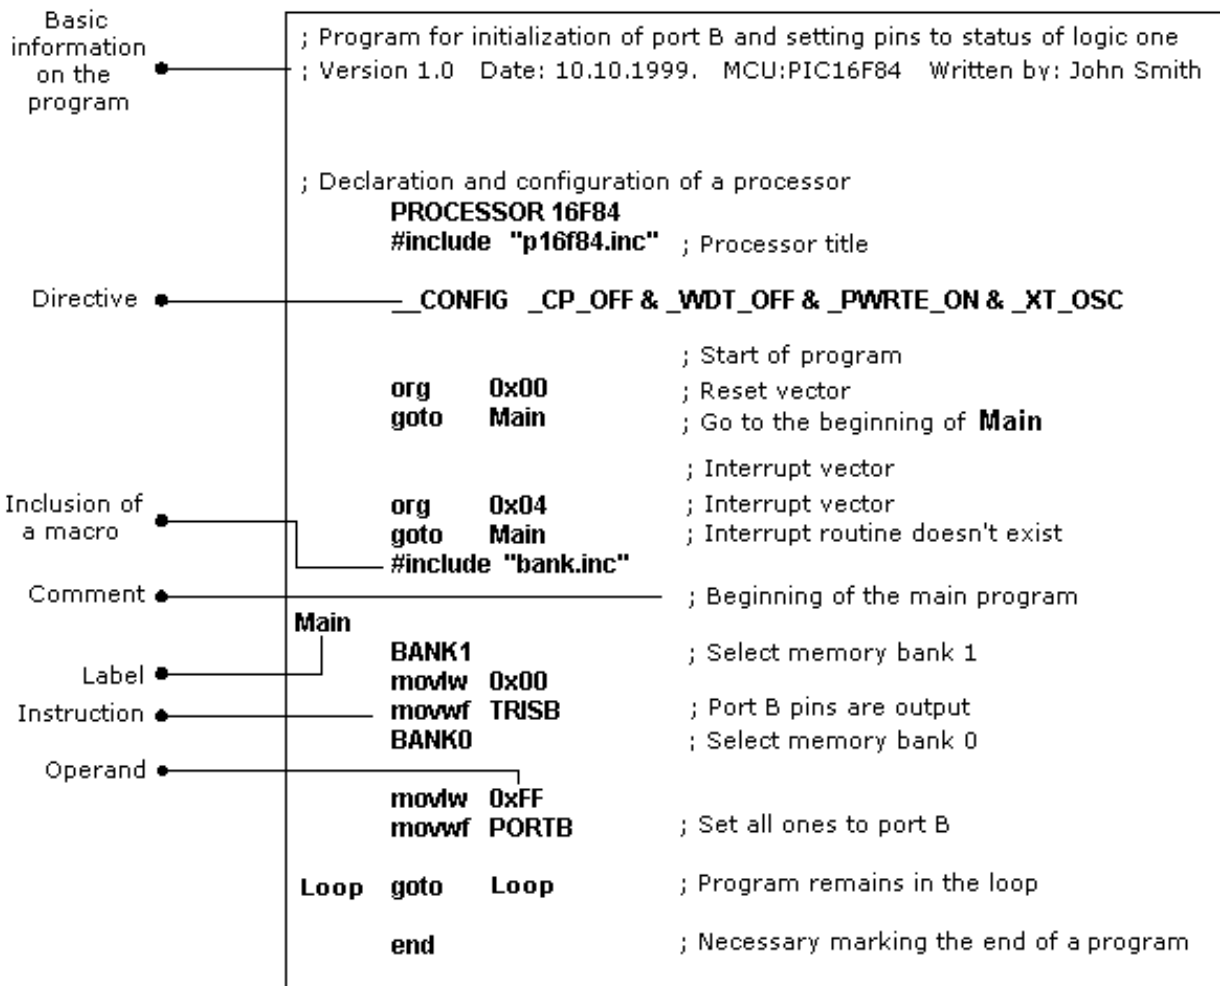 Basic
information
on the
program
; Program for initialization of port B and setting pins to status of logic one
; Version 1.0 Date: 10.10.1999. MCU:PIC16F84 Written by: John Smith
; Declaration and configuration of a processor
PROCESSOR 16F84
#include "p16f84.inc" ; Processor title
Directive __CONFIG _CP_OFF & _WDT_OFF & _PWRTE_ON & _XT_OSC
; Start of program
org 0x00 ; Reset vector
goto Main ; Go to the beginning of Main
; Interrupt vector
Inclusion of
a macro
org 0x04 ; Interrupt vector
goto Main ; Interrupt routine doesn't exist
#include "bank.inc"
Comment ; Beginning of the main program
Main
BANK1 ; Select memory bank 1
Label
movlw 0x00
Instruction movwf TRISB ; Port B pins are output
BANK0 ; Select memory bank 0
Operand
movlw 0xFF
movwf PORTB ; Set all ones to port B
Loop goto Loop ; Program remains in the loop
end ; Necessary marking the end of a program